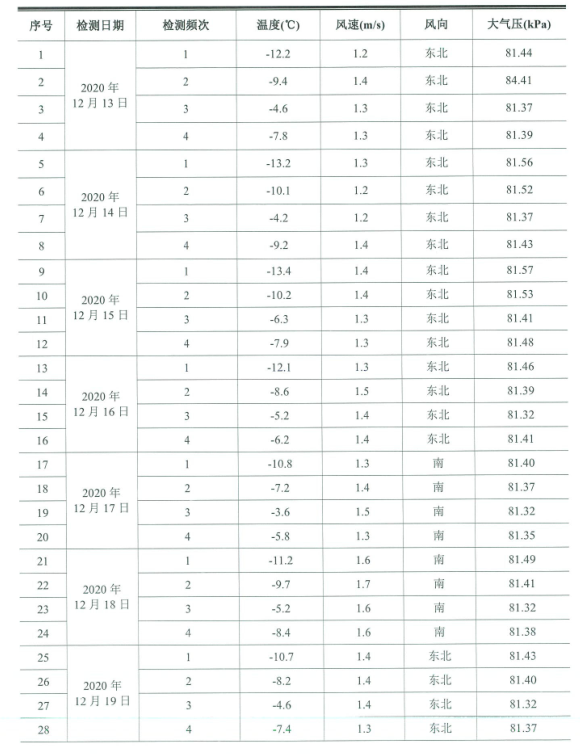 序号 检测日期 检测频次 温度(℃) 风速(m/s) 风向 大气压(kPa)
1 2020 年 12 月 13 日 1 -12.2 1.2 东北 81.44
2 2 -9.4 1.4 东北 84.41
3 3 -4.6 1.3 东北 81.37
4 4 -7.8 1.3 东北 81.39
5 2020 年 12 月 14 日 1 -13.2 1.3 东北 81.56
6 2 -10.1 1.2 东北 81.52
7 3 -4.2 1.2 东北 81.37
8 4 -9.2 1.4 东北 81.43
9 2020 年 12 月 15 日 1 -13.4 1.4 东北 81.57
10 2 -10.2 1.4 东北 81.53
11 3 -6.3 1.3 东北 81.41
12 4 -7.9 1.3 东北 81.48
13 2020 年 12 月 16 日 1 -12.1 1.3 东北 81.46
14 2 -8.6 1.5 东北 81.39
15 3 -5.2 1.4 东北 81.32
16 4 -6.2 1.4 东北 81.41
17 2020 年 12 月 17 日 1 -10.8 1.3 南 81.40
18 2 -7.2 1.4 南 81.37
19 3 -3.6 1.5 南 81.32
20 4 -5.8 1.3 南 81.35
21 2020 年 12 月 18 日 1 -11.2 1.6 南 81.49
22 2 -9.7 1.7 南 81.41
23 3 -5.2 1.6 南 81.32
24 4 -8.4 1.6 南 81.38
25 2020 年 12 月 19 日 1 -10.7 1.4 东北 81.43
26 2 -8.2 1.4 东北 81.40
27 3 -4.6 1.4 东北 81.32
28 4 -7.4 1.3 东北 81.37